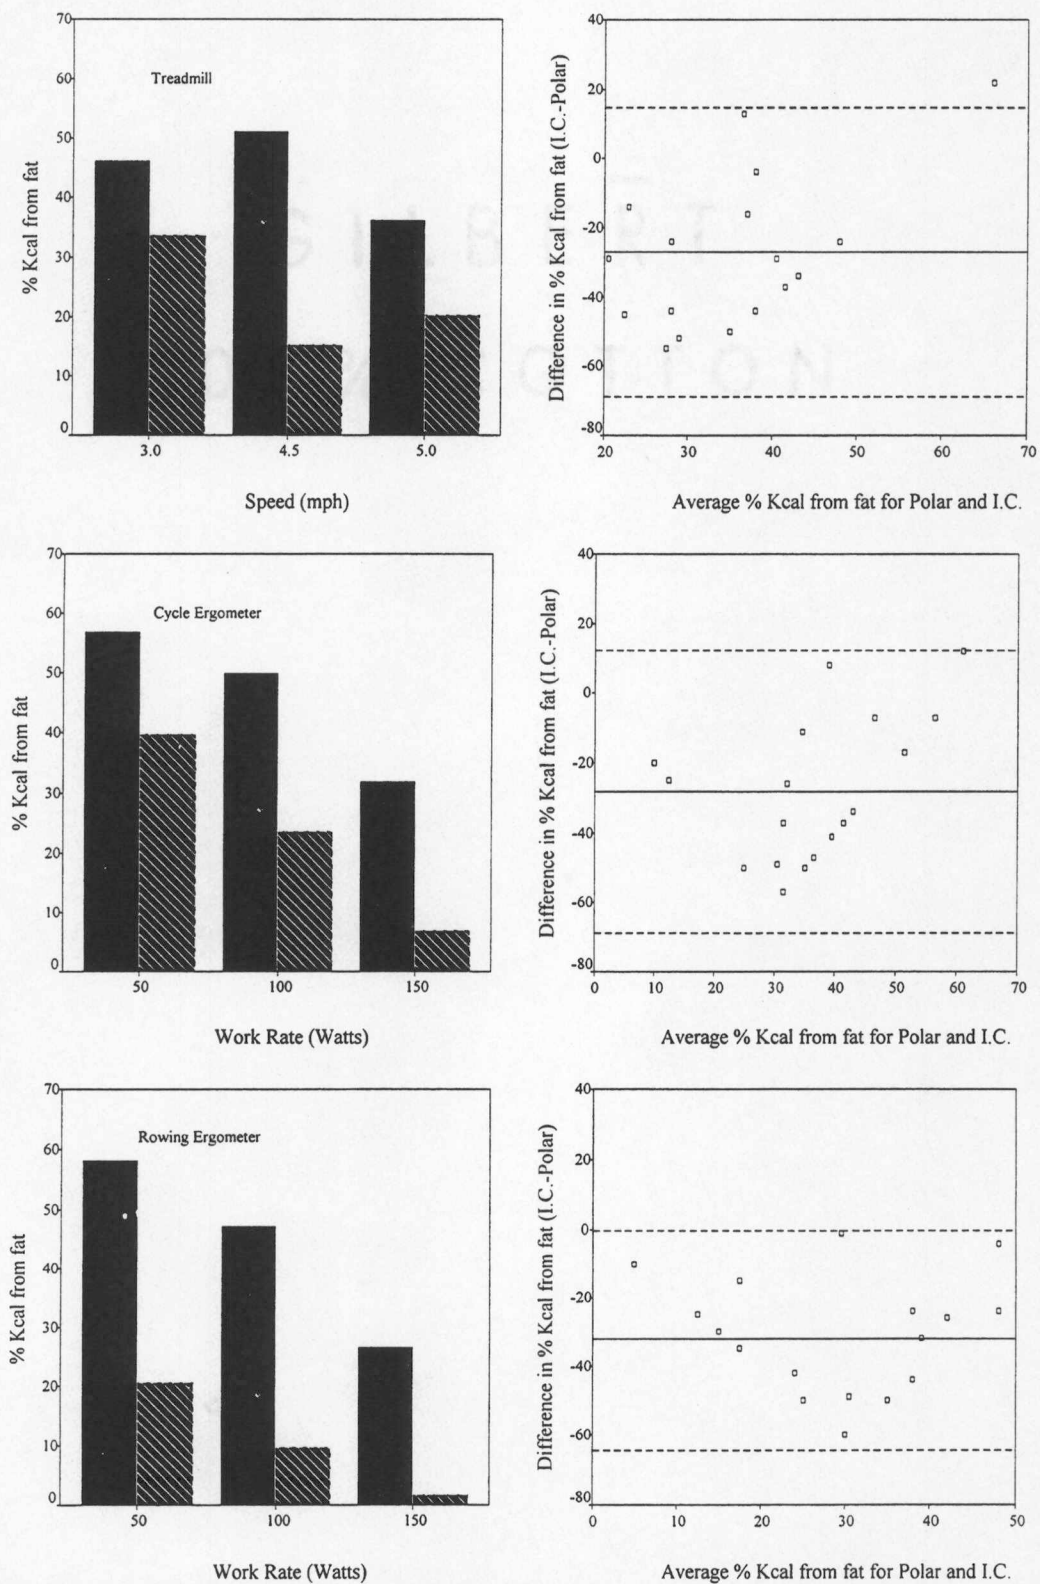 70
60
50
40
30
20
10
0
% Kcal from fat
Treadmill
3.0 4.5 5.0
Speed (mph)
40
20
0
-20
-40
-60
-80
Difference in % Kcal from fat (I.C.-Polar)
20 30 40 50 60 70
Average % Kcal from fat for Polar and I.C.
70
60
50
40
30
20
10
0
% Kcal from fat
Cycle Ergometer
50 100 150
Work Rate (Watts)
40
20
0
-20
-40
-60
-80
Difference in % Kcal from fat (I.C.-Polar)
0 10 20 30 40 50 60 70
Average % Kcal from fat for Polar and I.C.
70
60
50
40
30
20
10
0
% Kcal from fat
Rowing Ergometer
50 100 150
Work Rate (Watts)
40
20
0
-20
-40
-60
-80
Difference in % Kcal from fat (I.C.-Polar)
0 10 20 30 40 50
Average % Kcal from fat for Polar and I.C.